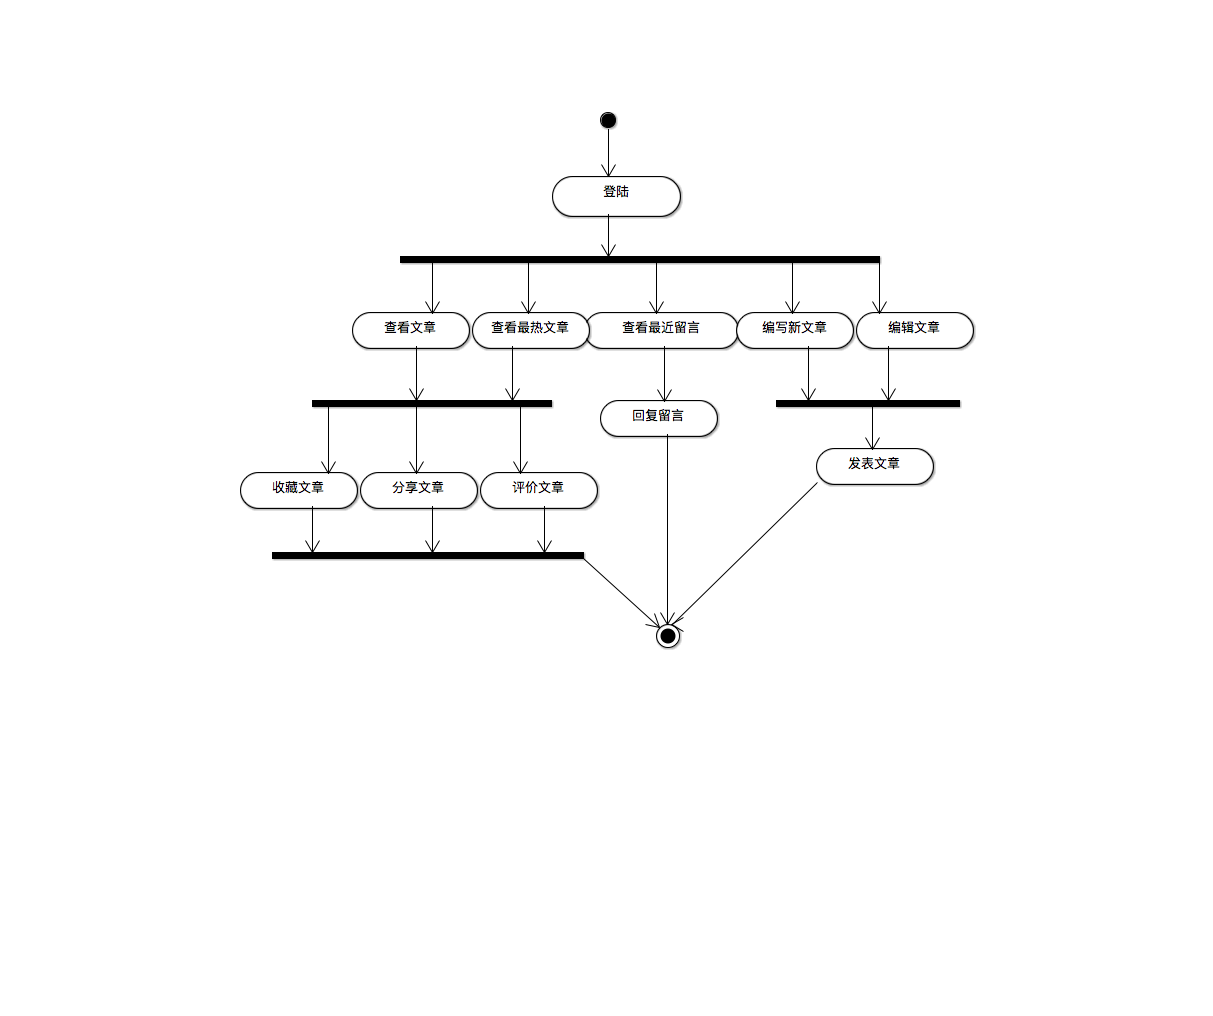 登陆
查看文章
查看最热文章
查看最近留言
编写新文章
编辑文章
回复留言
发表文章
收藏文章
分享文章
评价文章